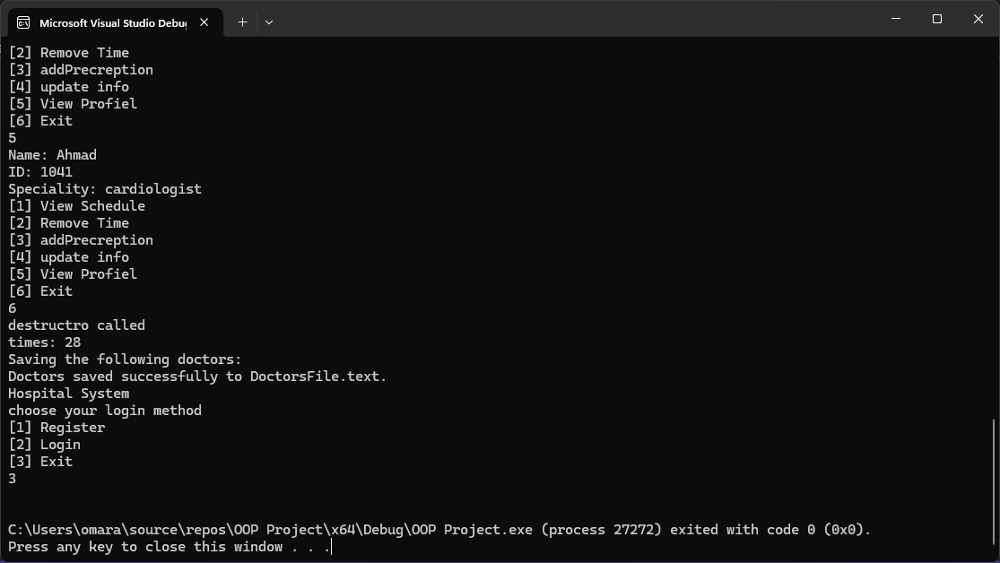 Microsoft Visual Studio Debug
[2] Remove Time
[3] addPrecreption
[4] update info
[5] View Profiel
[6] Exit
5
Name: Ahmad
ID: 1041
Speciality: cardiologist
[1] View Schedule
[2] Remove Time
[3] addPrecreption
[4] update info
[5] View Profiel
[6] Exit
6
destructro called
times: 28
Saving the following doctors:
Doctors saved successfully to DoctorsFile.text.
Hospital System
choose your login method
[1] Register
[2] Login
[3] Exit
3
C:\Users\omara\source\repos\OOP Project\x64\Debug\OOP Project.exe (process 27272) exited with code 0 (0x0).
Press any key to close this window . . .